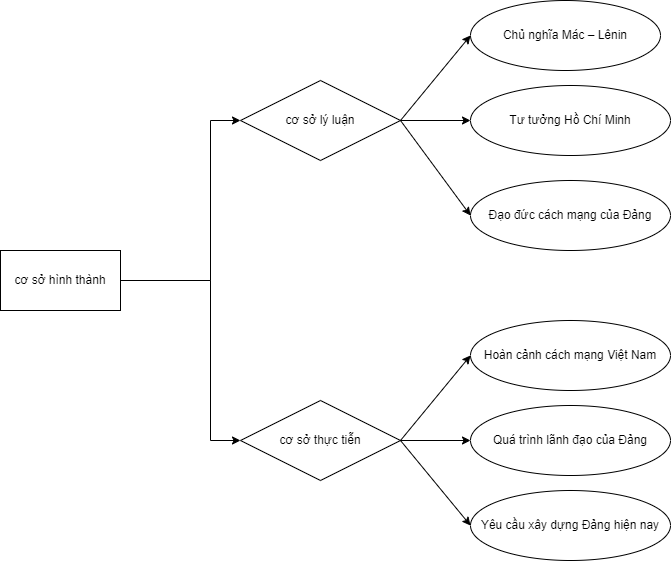 Chủ nghĩa Mác – Lênin
cơ sở lý luận
Tư tưởng Hồ Chí Minh
Đạo đức cách mạng của Đảng
cơ sở hình thành
Hoàn cảnh cách mạng Việt Nam
cơ sở thực tiễn
Quá trình lãnh đạo của Đảng
Yêu cầu xây dựng Đảng hiện nay